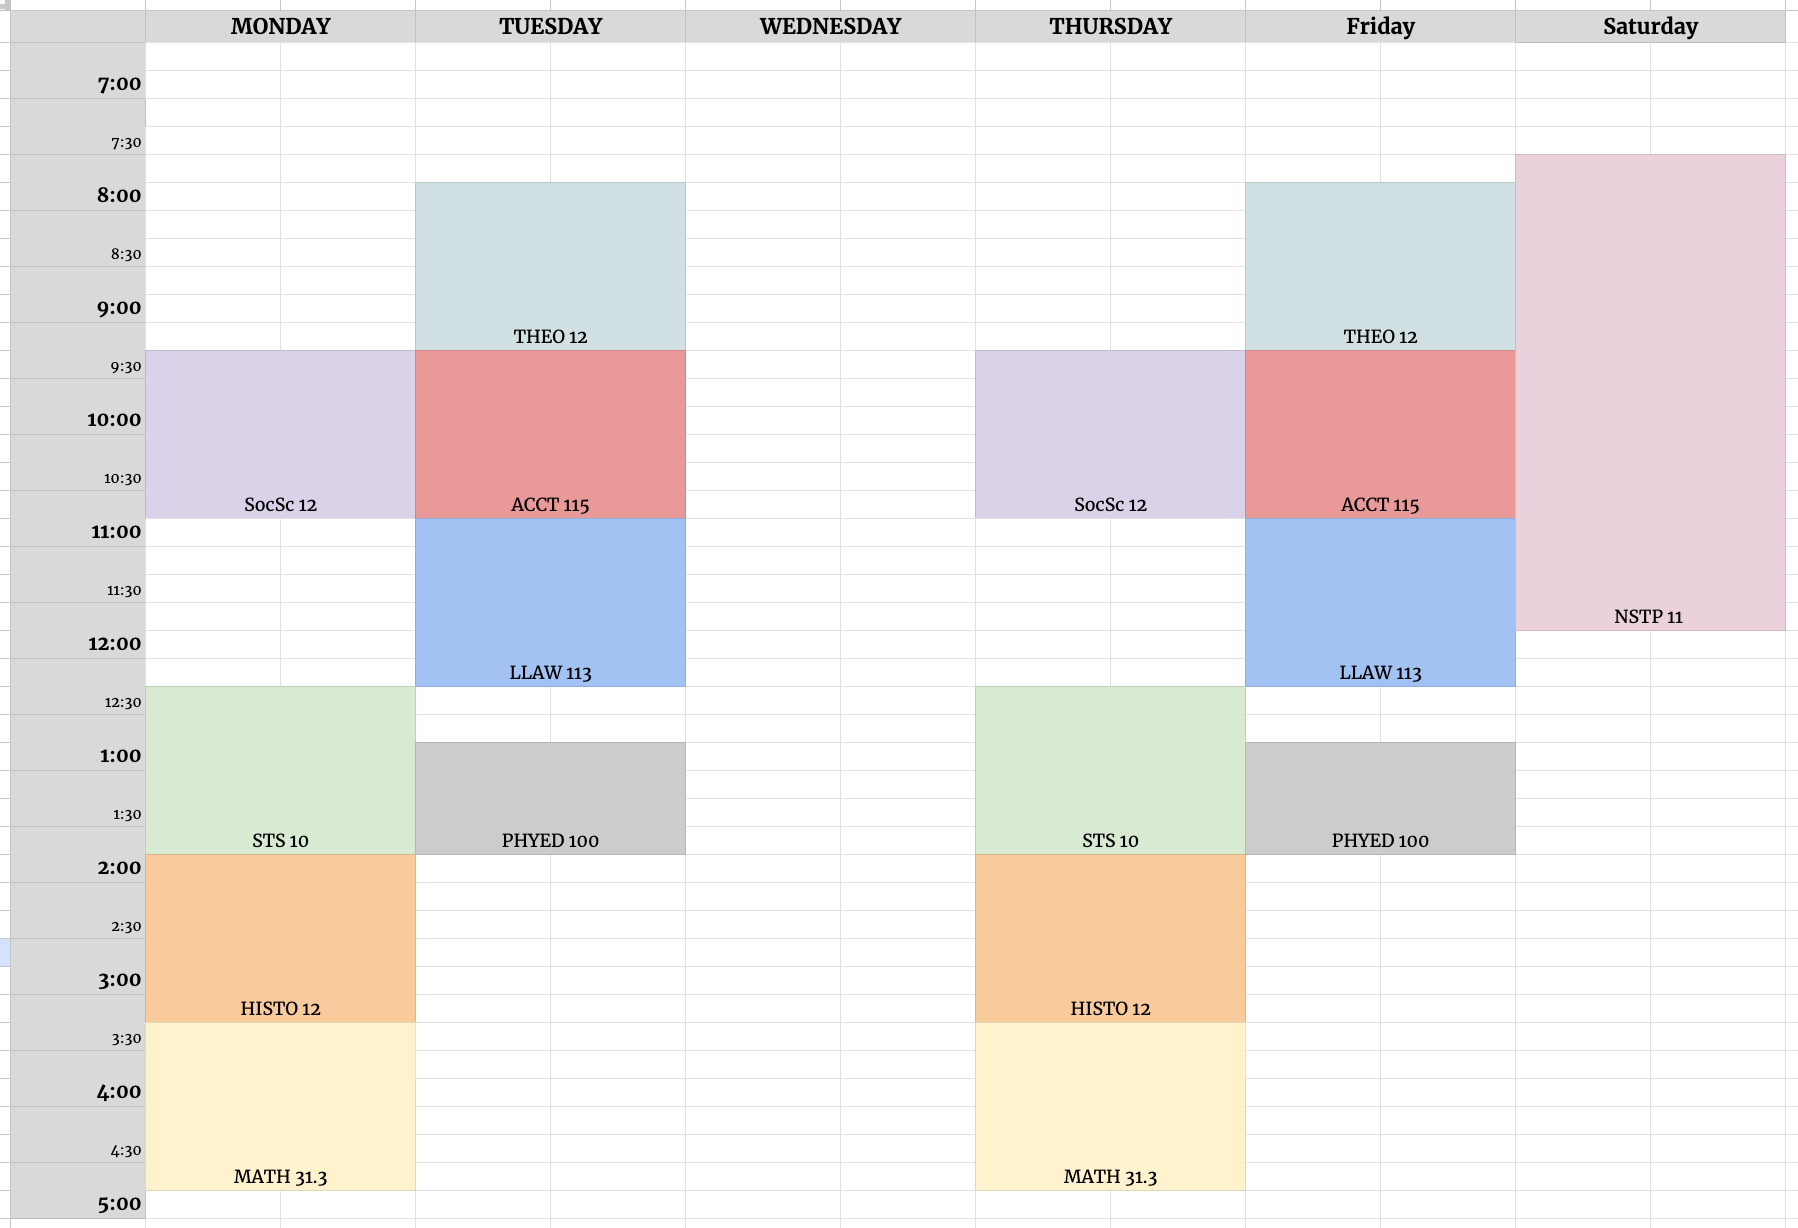 MONDAY TUESDAY WEDNESDAY THURSDAY Friday Saturday
7:00
7:30
8:00
8:30
9:00
THEO 12 THEO 12
9:30
10:00
10:30
SocSc 12 ACCT 115 SocSc 12 ACCT 115
11:00
11:30
NSTP 11
12:00
LLAW 113 LLAW 113
12:30
1:00
1:30
STS 10 PHYED 100 STS 10 PHYED 100
2:00
2:30
3:00
HISTO 12 HISTO 12
3:30
4:00
4:30
MATH 31.3 MATH 31.3
5:00